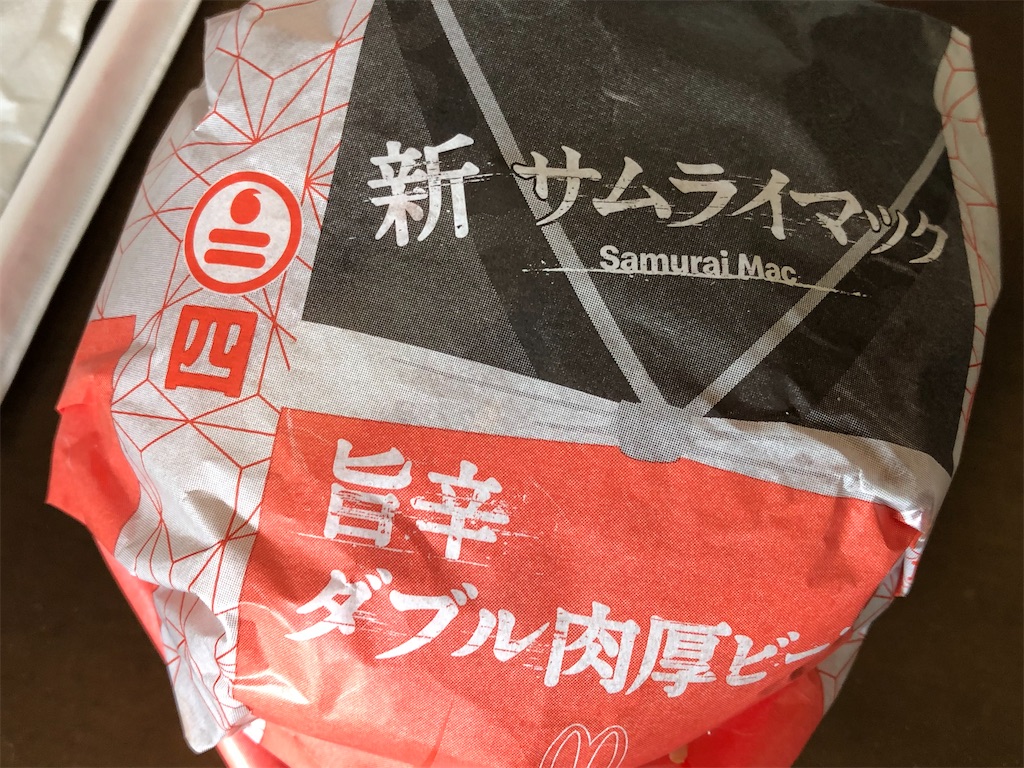 新 サムライマック
Samurai Mac
四
旨辛
ダブル肉厚ビー